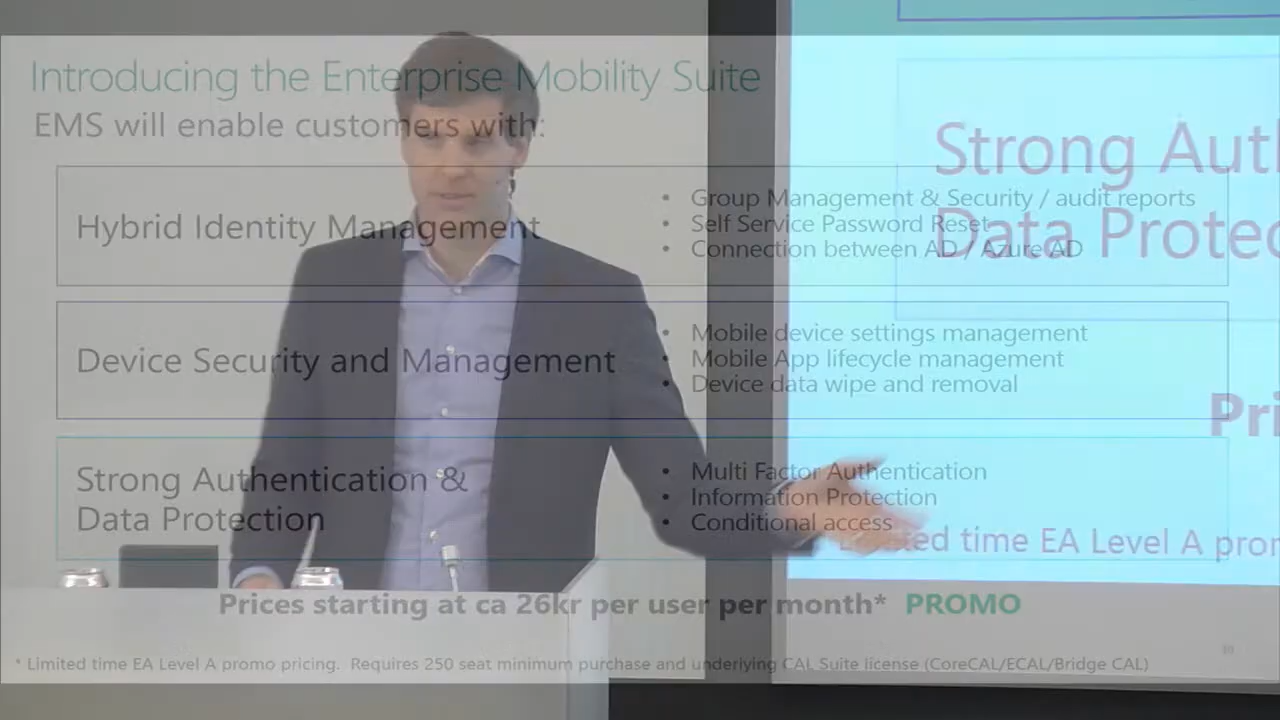 Introducing the Enterprise Mobility Suite
EMS will enable customers with:
Hybrid Identity Management
• Group Management & Security / audit reports
• Self Service Password Reset
• Connection between AD / Azure AD
Device Security and Management
• Mobile device settings management
• Mobile App lifecycle management
• Device data wipe and removal
Strong Authentication &
Data Protection
• Multi Factor Authentication
• Information Protection
• Conditional access
Prices starting at ca 26kr per user per month* PROMO
* Limited time EA Level A promo pricing. Requires 250 seat minimum purchase and underlying CAL Suite license (CoreCAL/ECAL/Bridge CAL)
Strong Aut
Data Protec
Pri
ed time EA Level A pro